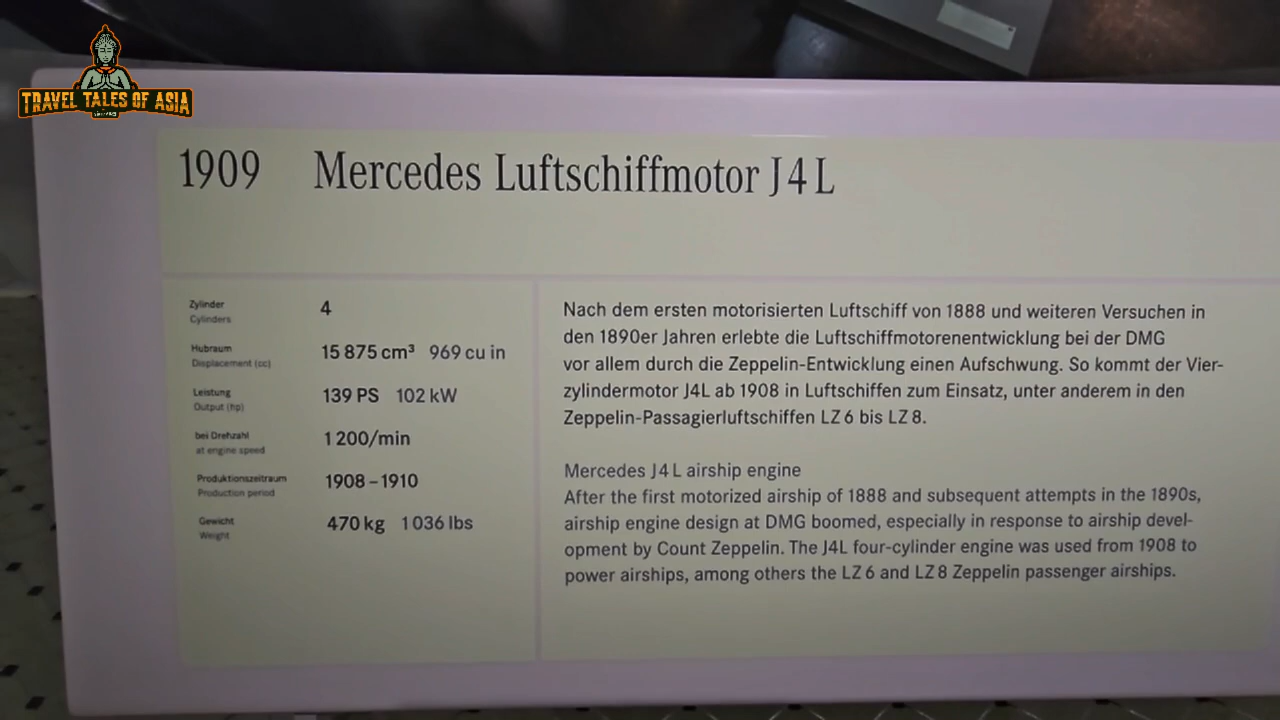 TRAVEL TALES OF ASIA
1909 Mercedes Luftschiffmotor J 4 L
Zylinder 4
Cylinders
Hubraum 15 875 cm³ 969 cu in
Displacement (cc)
Leistung 139 PS 102 kW
Output (hp)
bei Drehzahl 1 200/min
at engine speed
Produktionszeitraum 1908 – 1910
Production period
Gewicht 470 kg 1 036 lbs
Weight
Nach dem ersten motorisierten Luftschiff von 1888 und weiteren Versuchen in
den 1890er Jahren erlebte die Luftschiffmotorenentwicklung bei der DMG
vor allem durch die Zeppelin-Entwicklung einen Aufschwung. So kommt der Vier-
zylindermotor J4L ab 1908 in Luftschiffen zum Einsatz, unter anderem in den
Zeppelin-Passagierluftschiffen LZ 6 bis LZ 8.
Mercedes J4L airship engine
After the first motorized airship of 1888 and subsequent attempts in the 1890s,
airship engine design at DMG boomed, especially in response to airship devel-
opment by Count Zeppelin. The J4L four-cylinder engine was used from 1908 to
power airships, among others the LZ 6 and LZ 8 Zeppelin passenger airships.